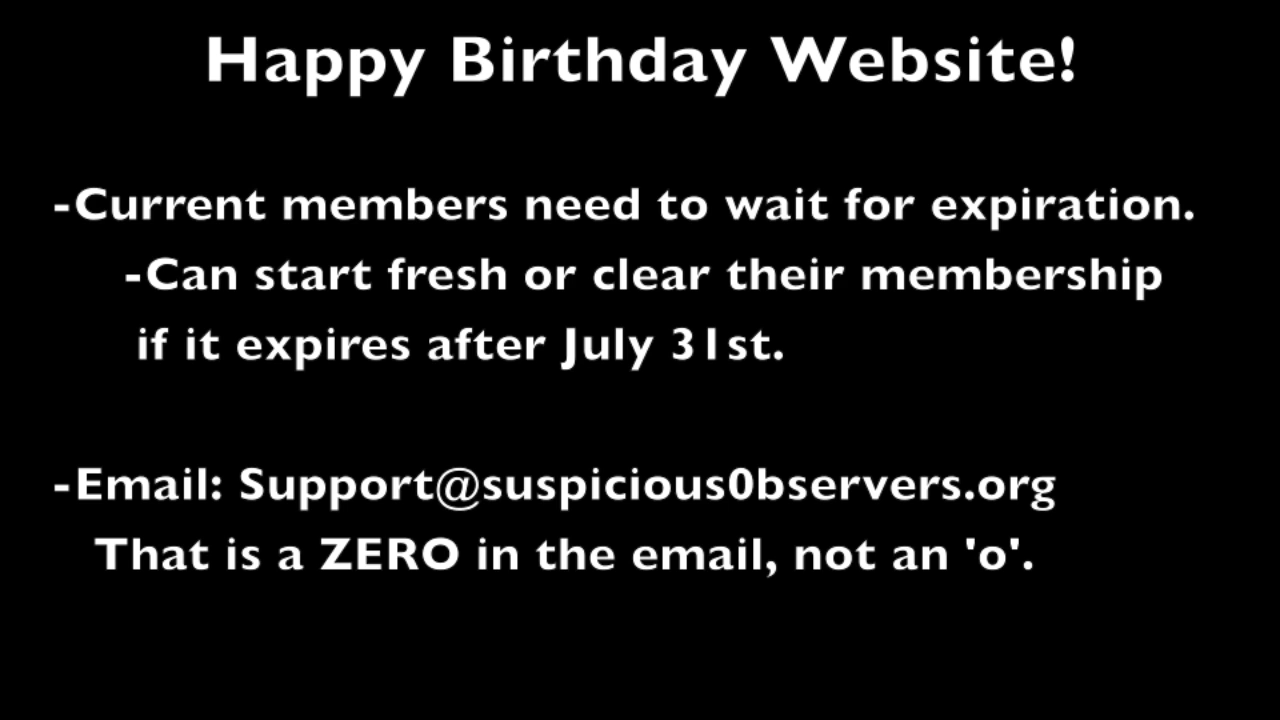 Happy Birthday Website!
-Current members need to wait for expiration.
-Can start fresh or clear their membership
if it expires after July 31st.
-Email: Support@suspicious0bservers.org
That is a ZERO in the email, not an 'o'.